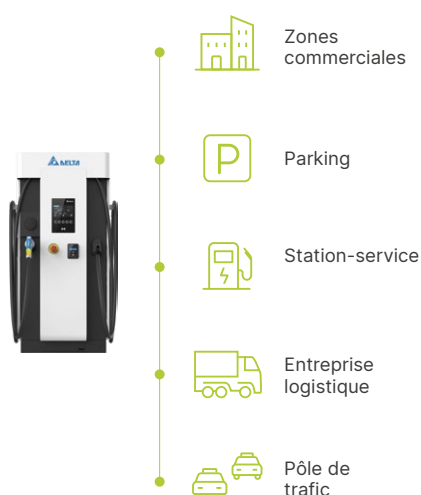 DELTA
Zones
commerciales
P
Parking
Station-service
Entreprise
logistique
Pôle de
trafic